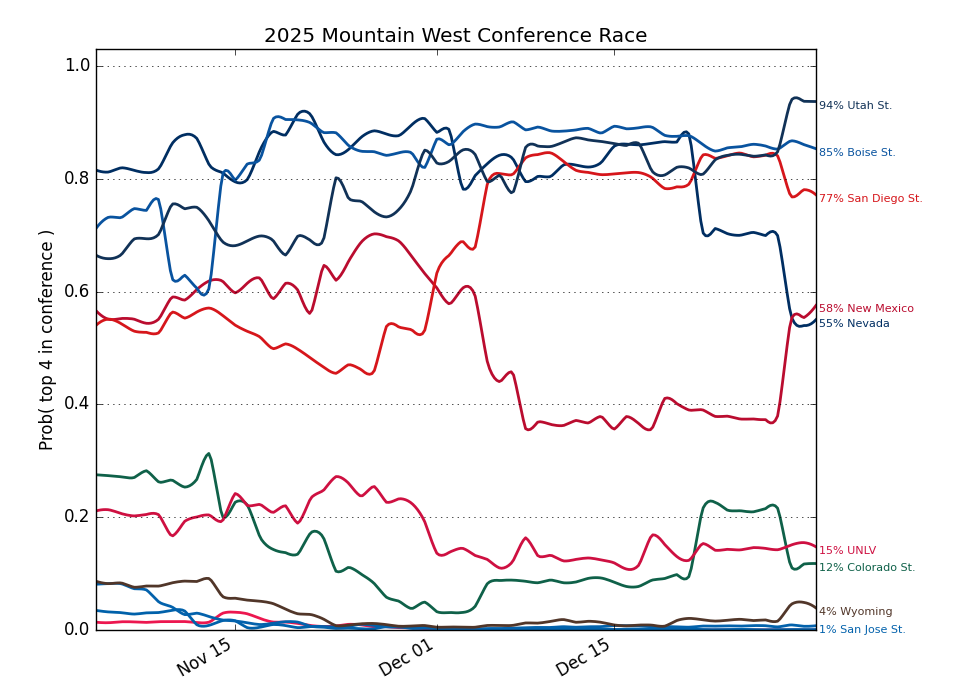 2025 Mountain West Conference Race
Prob( top 4 in conference )
1.0
0.8
0.6
0.4
0.2
0.0
Nov 15
Dec 01
Dec 15
94% Utah St.
85% Boise St.
77% San Diego St.
58% New Mexico
55% Nevada
15% UNLV
12% Colorado St.
4% Wyoming
1% San Jose St.